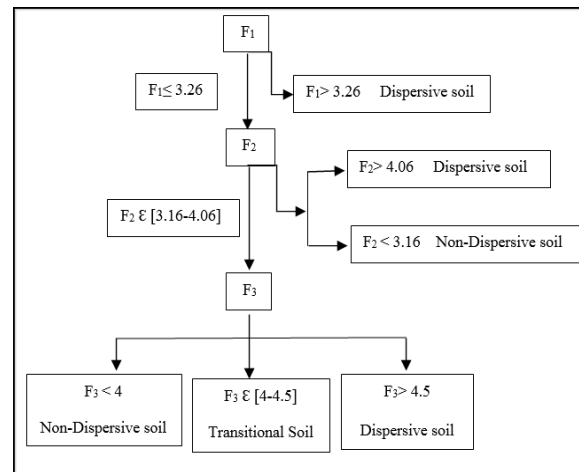 F₁
F₁≤ 3.26
F₁> 3.26 Dispersive soil
F₂
F₂> 4.06 Dispersive soil
F₂ Ɛ [3.16-4.06]
F₂ < 3.16 Non-Dispersive soil
F₃
F₃ < 4
Non-Dispersive soil
F₃ Ɛ [4-4.5]
Transitional Soil
F₃> 4.5
Dispersive soil